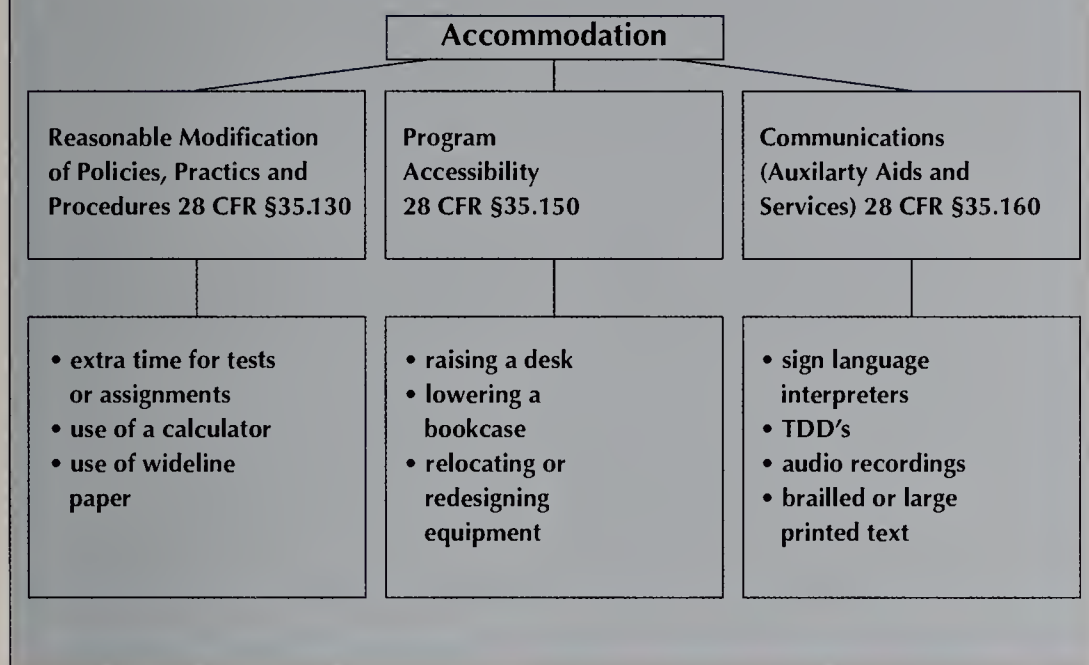 Accommodation
Reasonable Modification
of Policies, Practics and
Procedures 28 CFR §35.130
Program
Accessibility
28 CFR §35.150
Communications
(Auxilarty Aids and
Services) 28 CFR §35.160
• extra time for tests
or assignments
• use of a calculator
• use of wideline
paper
• raising a desk
• lowering a
bookcase
• relocating or
redesigning
equipment
• sign language
interpreters
• TDD's
• audio recordings
• brailled or large
printed text